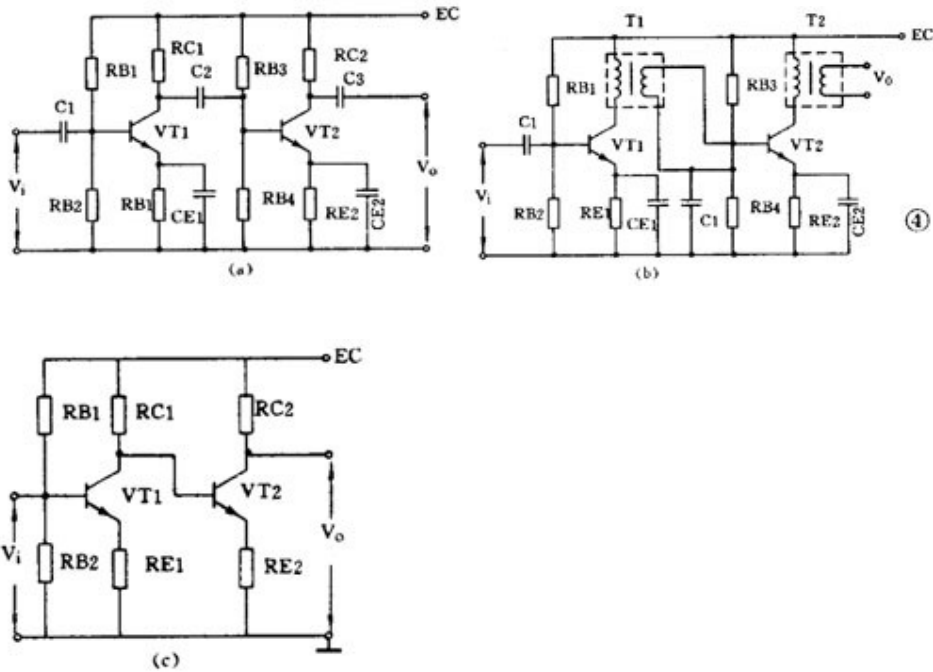 EC
RB1 RC1 C2 RB3 RC2 C3
C1
VT1 VT2
Vi Vo
RB2 RB1 CE1 RB4 RE2 CE2
(a)
T1 T2
EC
RB1 RB3 Vo
C1
VT1 VT2
Vi
RB2 RE1 CE1 C1 RB4 RE2 CE2
④
(b)
EC
RB1 RC1 RC2
VT1 VT2
Vi Vo
RB2 RE1 RE2
(c)